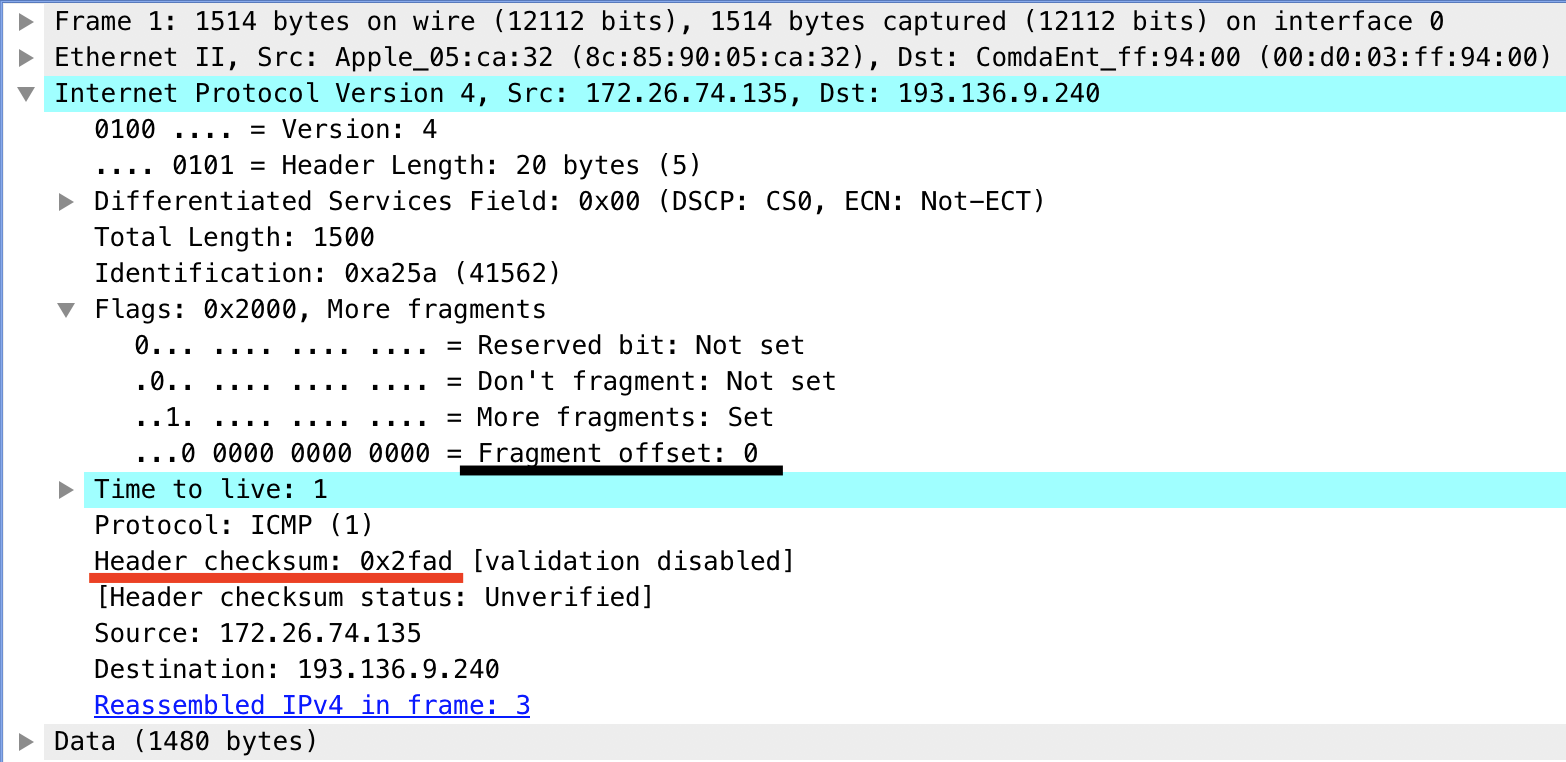 Frame 1: 1514 bytes on wire (12112 bits), 1514 bytes captured (12112 bits) on interface 0
Ethernet II, Src: Apple_05:ca:32 (8c:85:90:05:ca:32), Dst: ComdaEnt_ff:94:00 (00:d0:03:ff:94:00)
Internet Protocol Version 4, Src: 172.26.74.135, Dst: 193.136.9.240
0100 .... = Version: 4
.... 0101 = Header Length: 20 bytes (5)
Differentiated Services Field: 0x00 (DSCP: CS0, ECN: Not-ECT)
Total Length: 1500
Identification: 0xa25a (41562)
Flags: 0x2000, More fragments
0... .... .... .... = Reserved bit: Not set
.0.. .... .... .... = Don't fragment: Not set
..1. .... .... .... = More fragments: Set
...0 0000 0000 0000 = Fragment offset: 0
Time to live: 1
Protocol: ICMP (1)
Header checksum: 0x2fad [validation disabled]
[Header checksum status: Unverified]
Source: 172.26.74.135
Destination: 193.136.9.240
Reassembled IPv4 in frame: 3
Data (1480 bytes)